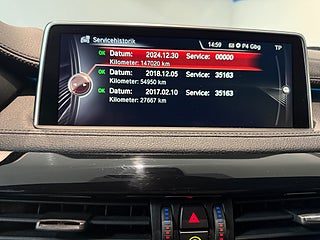 Servicehistorik 14:59 P4 Gbg TP
OK Datum: 2024.12.30 Service: 00000
Kilometer: 147020 km
OK Datum: 2018.12.05 Service: 35163
Kilometer: 54950 km
OK Datum: 2017.02.10 Service: 35163
Kilometer: 27667 km